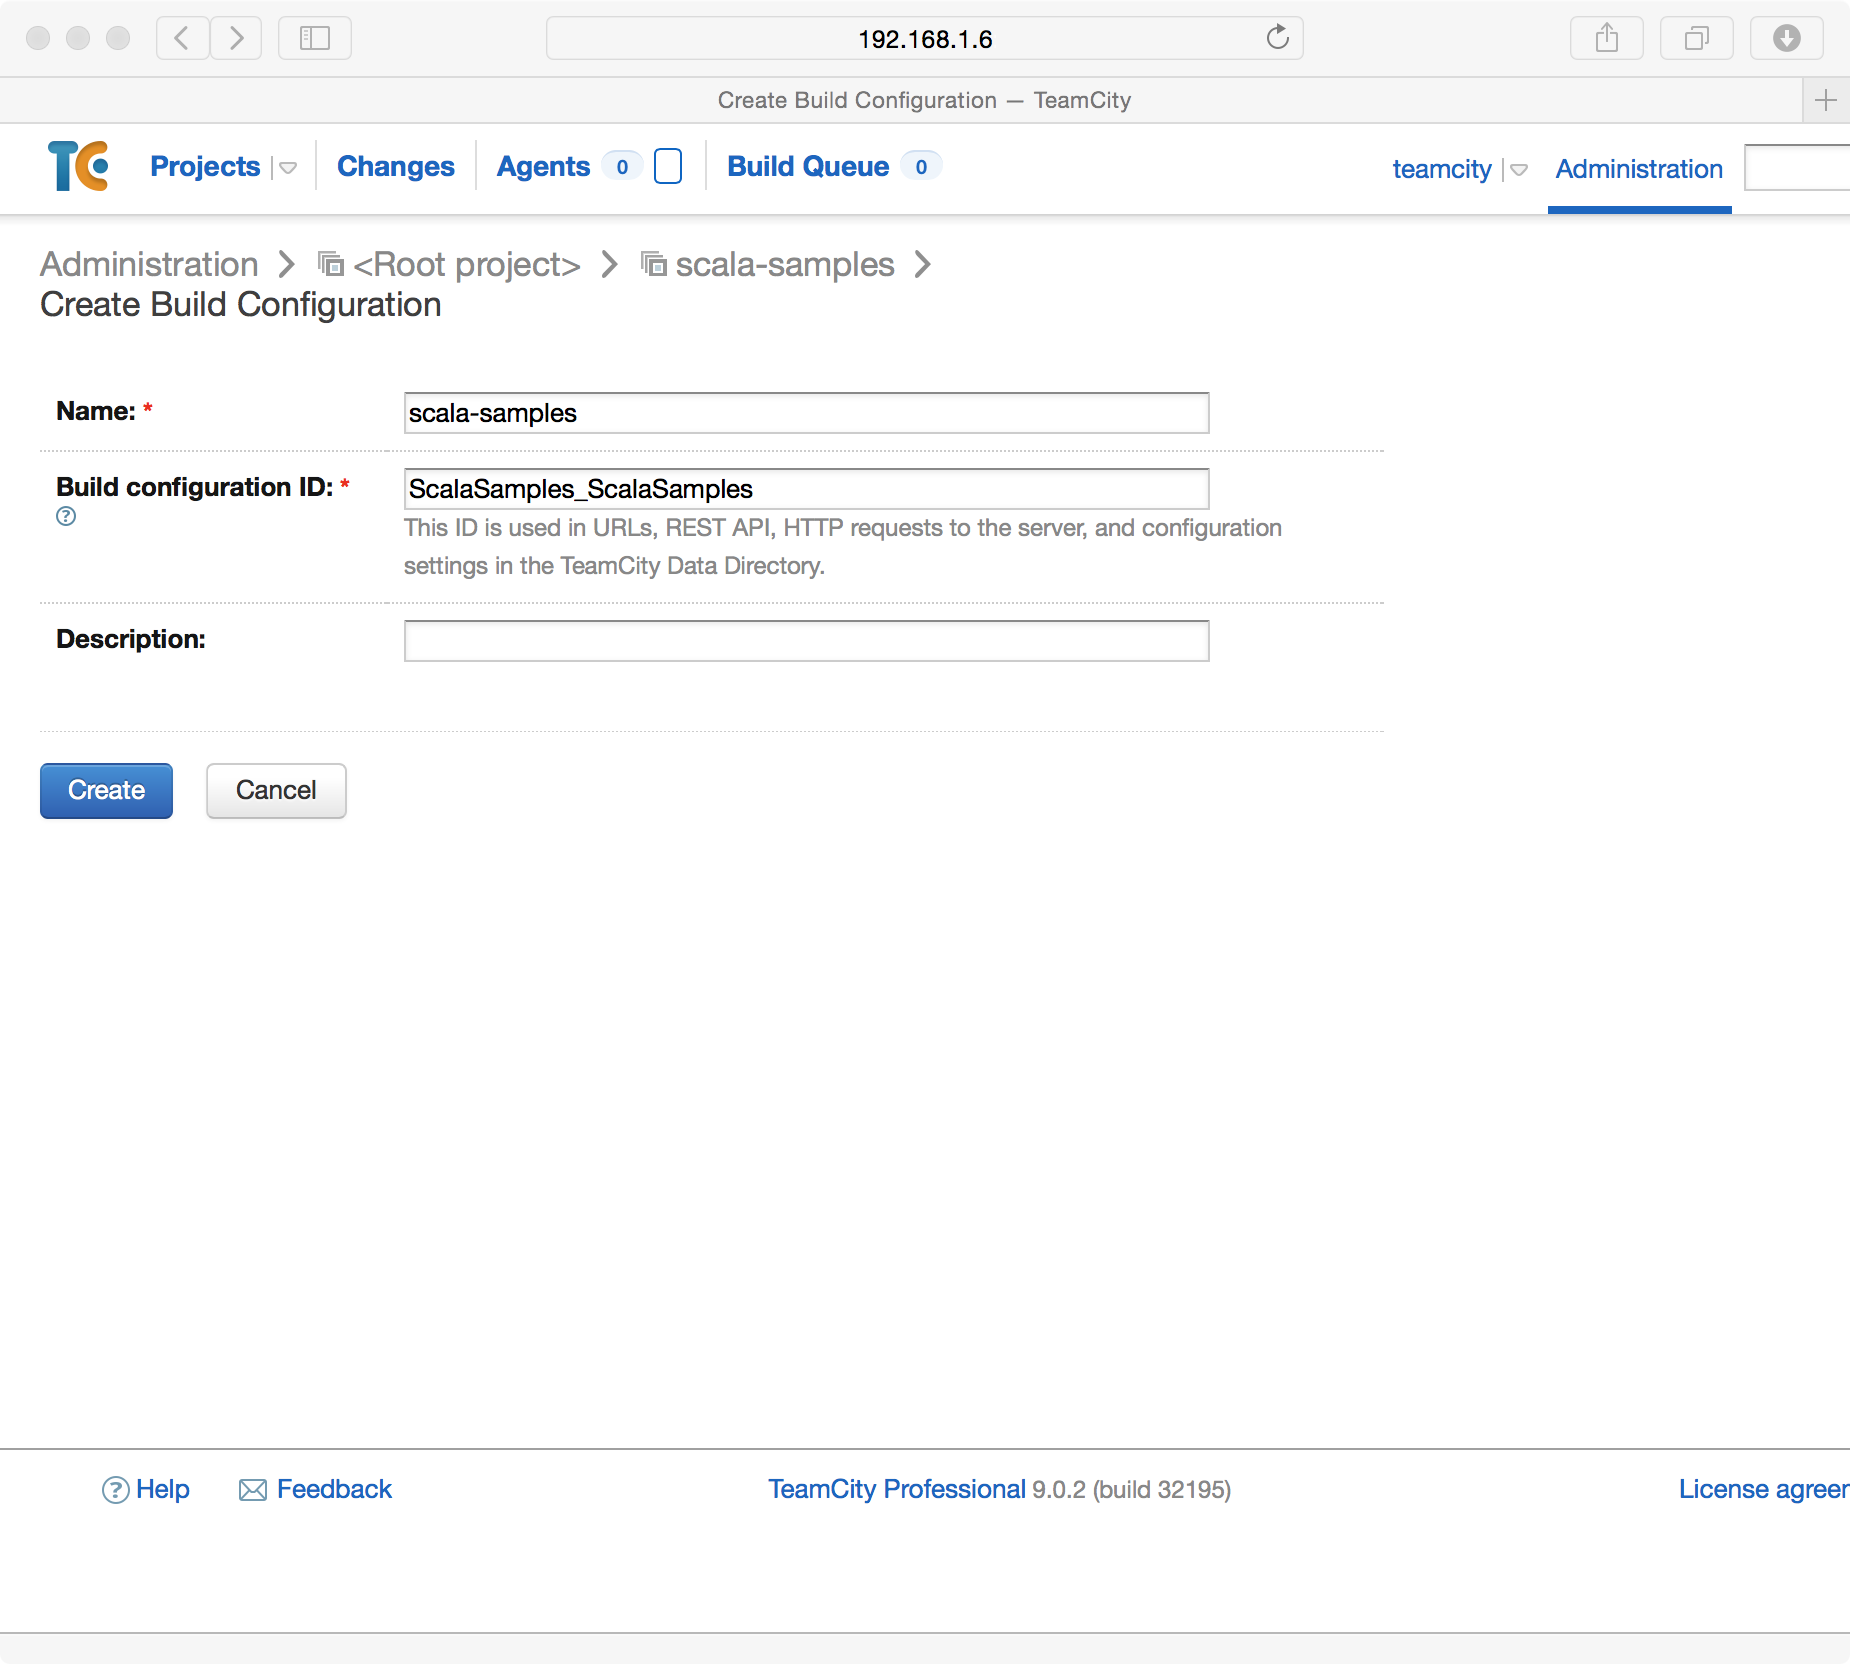 192.168.1.6
Create Build Configuration — TeamCity
TC Projects Changes Agents 0 Build Queue 0 teamcity Administration
Administration > <Root project> > scala-samples >
Create Build Configuration
Name: * scala-samples
Build configuration ID: * ScalaSamples_ScalaSamples
This ID is used in URLs, REST API, HTTP requests to the server, and configuration
settings in the TeamCity Data Directory.
Description:
Create Cancel
Help Feedback TeamCity Professional 9.0.2 (build 32195) License